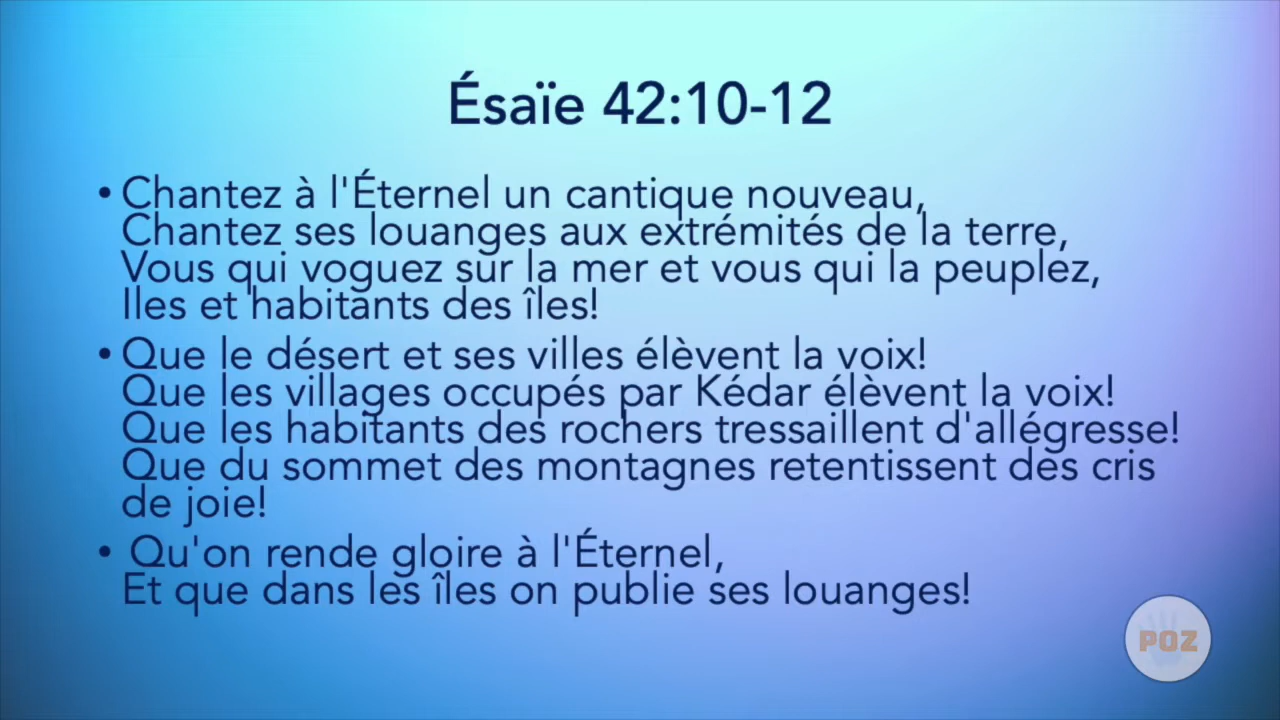 Ésaïe 42:10-12
• Chantez à l'Éternel un cantique nouveau,
Chantez ses louanges aux extrémités de la terre,
Vous qui voguez sur la mer et vous qui la peuplez,
Iles et habitants des îles!
• Que le désert et ses villes élèvent la voix!
Que les villages occupés par Kédar élèvent la voix!
Que les habitants des rochers tressaillent d'allégresse!
Que du sommet des montagnes retentissent des cris
de joie!
• Qu'on rende gloire à l'Éternel,
Et que dans les îles on publie ses louanges!
POZ